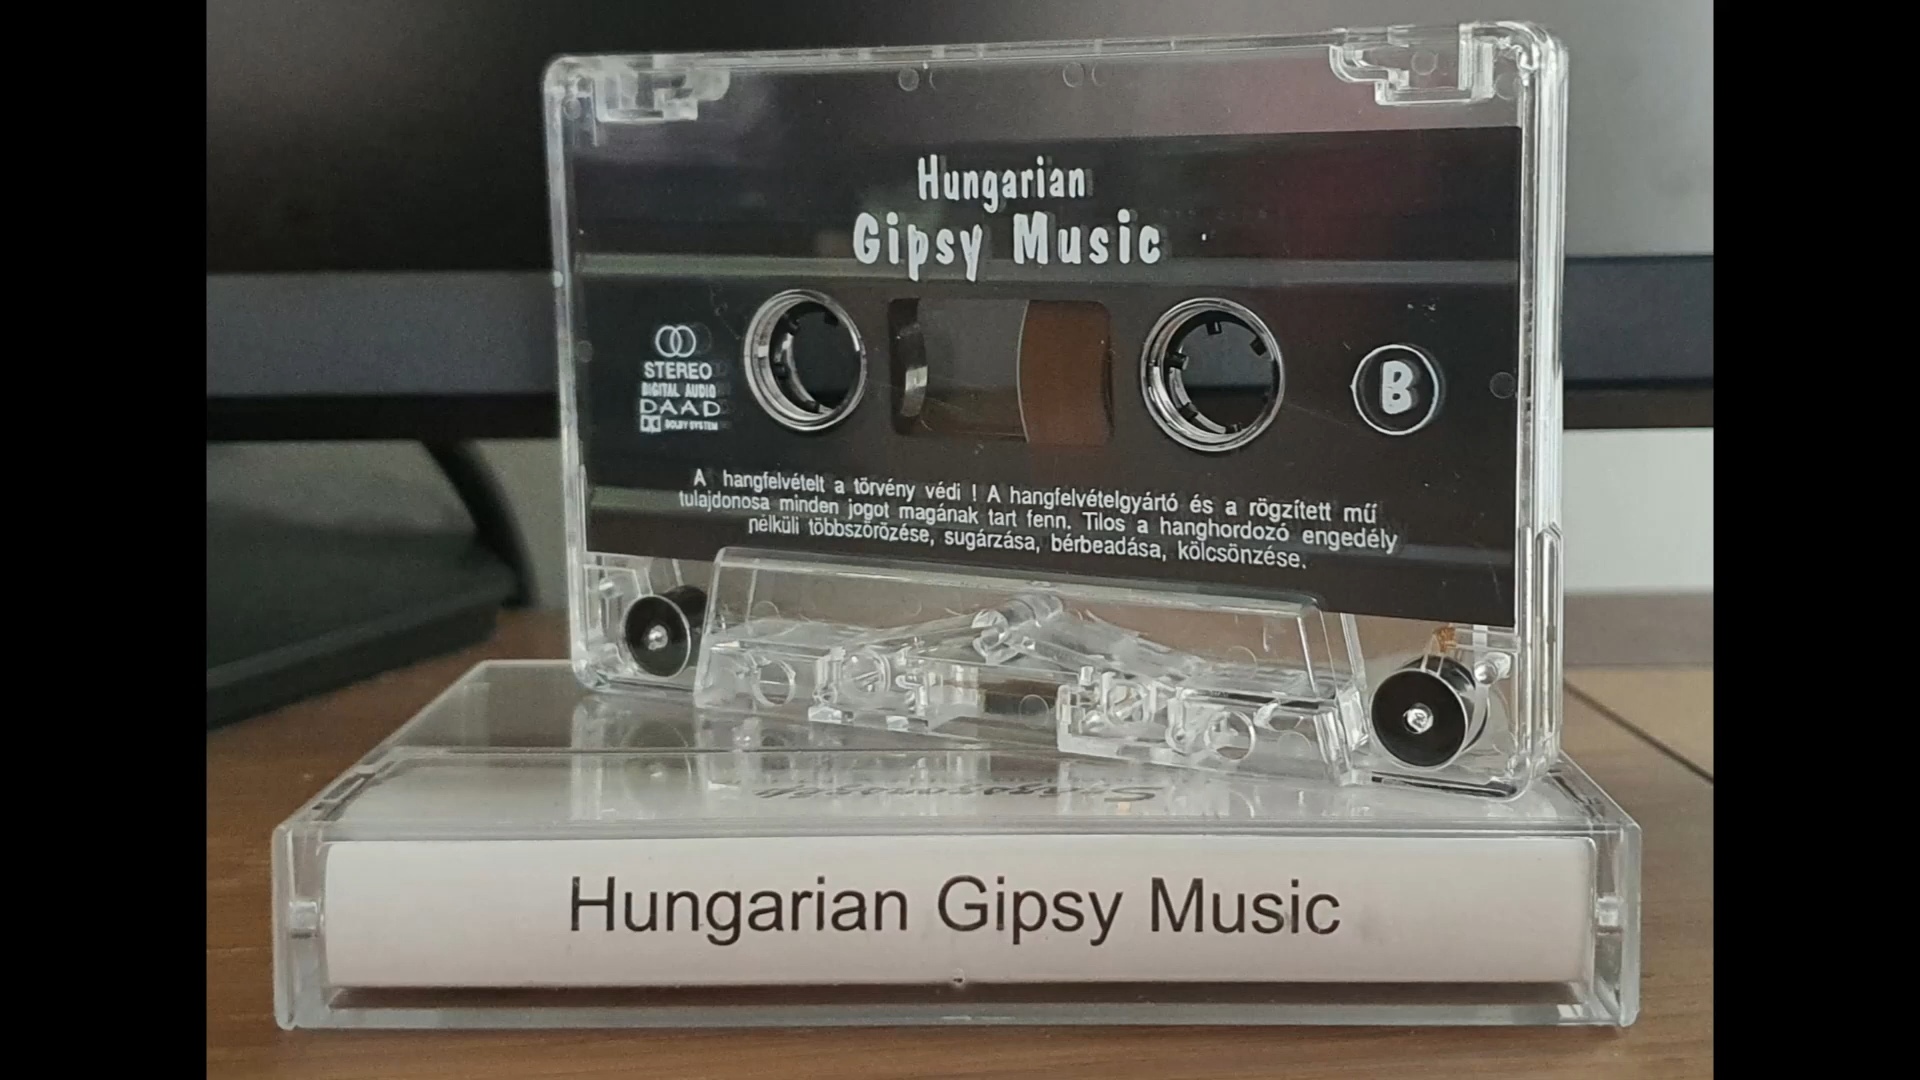 Hungarian
Gipsy Music
STEREO
DIGITAL AUDIO
DAAD
DOLBY SYSTEM
B
A hangfelvételt a törvény védi ! A hangfelvételgyártó és a rögzített mű
tulajdonosa minden jogot magának tart fenn. Tilos a hanghordozó engedély
nélküli többszörözése, sugárzása, bérbeadása, kölcsönzése.
Hungarian Gipsy Music